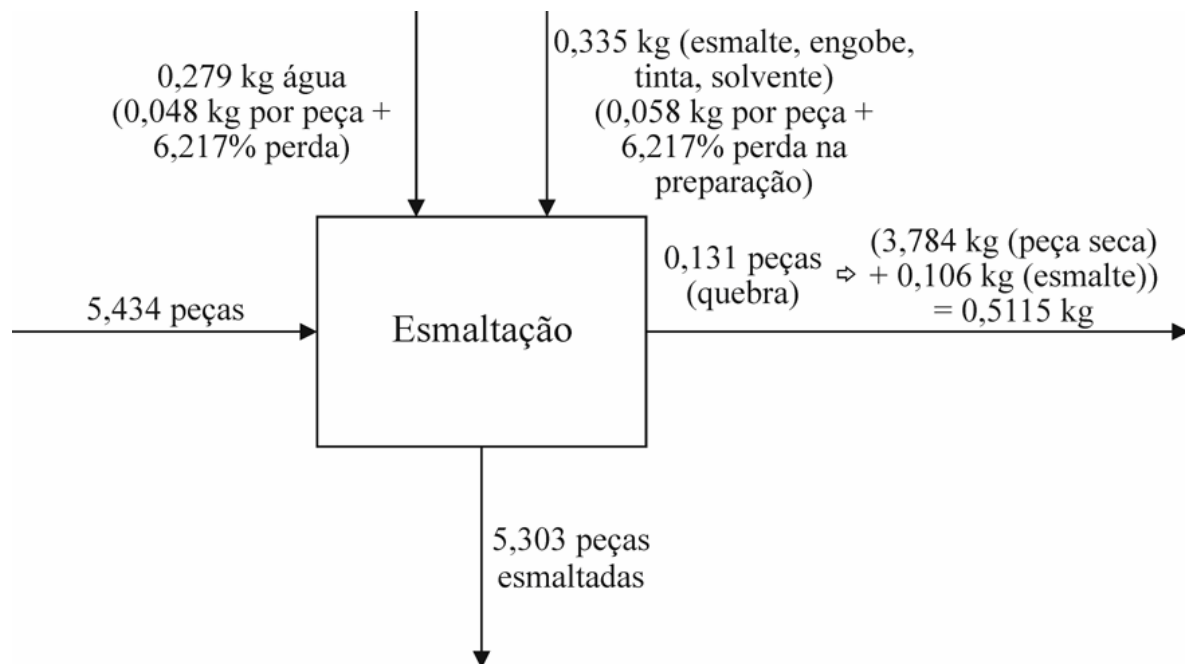 0,279 kg água
(0,048 kg por peça +
6,217% perda)
0,335 kg (esmalte, engobe,
tinta, solvente)
(0,058 kg por peça +
6,217% perda na
preparação)
5,434 peças
Esmaltação
0,131 peças
(quebra)
⇨
(3,784 kg (peça seca)
+ 0,106 kg (esmalte))
= 0,5115 kg
5,303 peças
esmaltadas